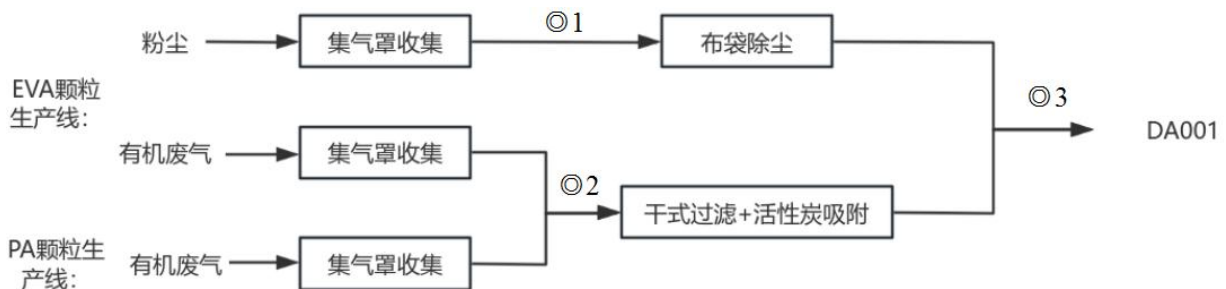 ◎1
粉尘
集气罩收集
布袋除尘
EVA颗粒
生产线：
◎3
DA001
有机废气
集气罩收集
◎2
干式过滤+活性炭吸附
PA颗粒生
产线：
有机废气
集气罩收集